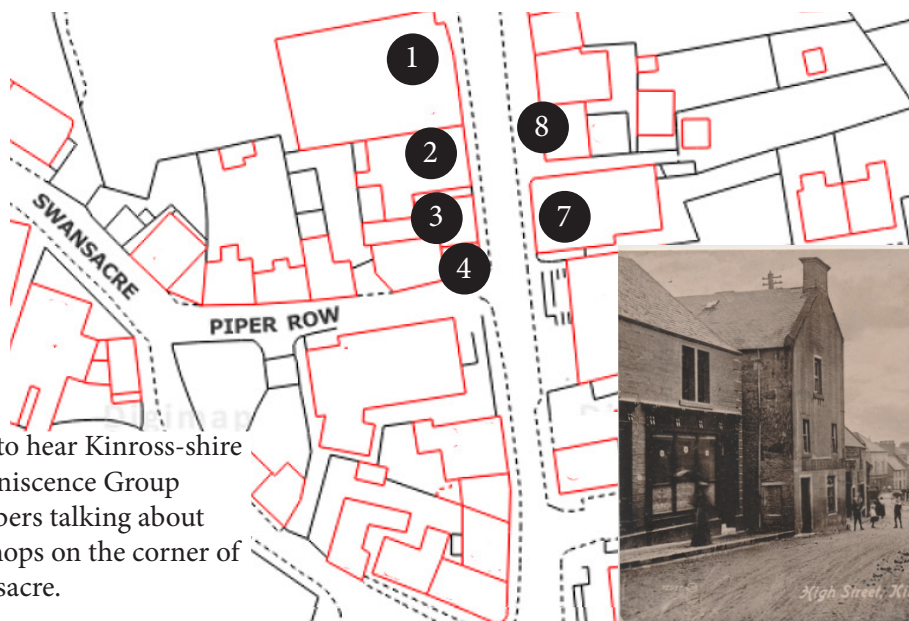 1
2
8
3
7
4
SWANSACRE
PIPER ROW
Digimap
to hear Kinross-shire
niscence Group
bers talking about
hops on the corner of
sacre.
High Street, Ki